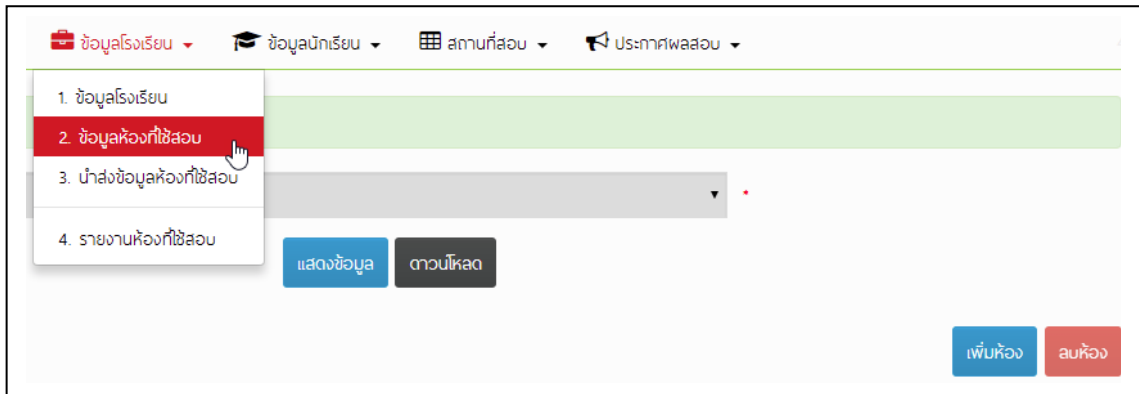 ข้อมูลโรงเรียน ข้อมูลนักเรียน สถานที่สอบ ประกาศผลสอบ
1. ข้อมูลโรงเรียน
2. ข้อมูลห้องที่ใช้สอบ
3. นำส่งข้อมูลห้องที่ใช้สอบ
*
4. รายงานห้องที่ใช้สอบ
แสดงข้อมูล ดาวน์โหลด
เพิ่มห้อง ลบห้อง